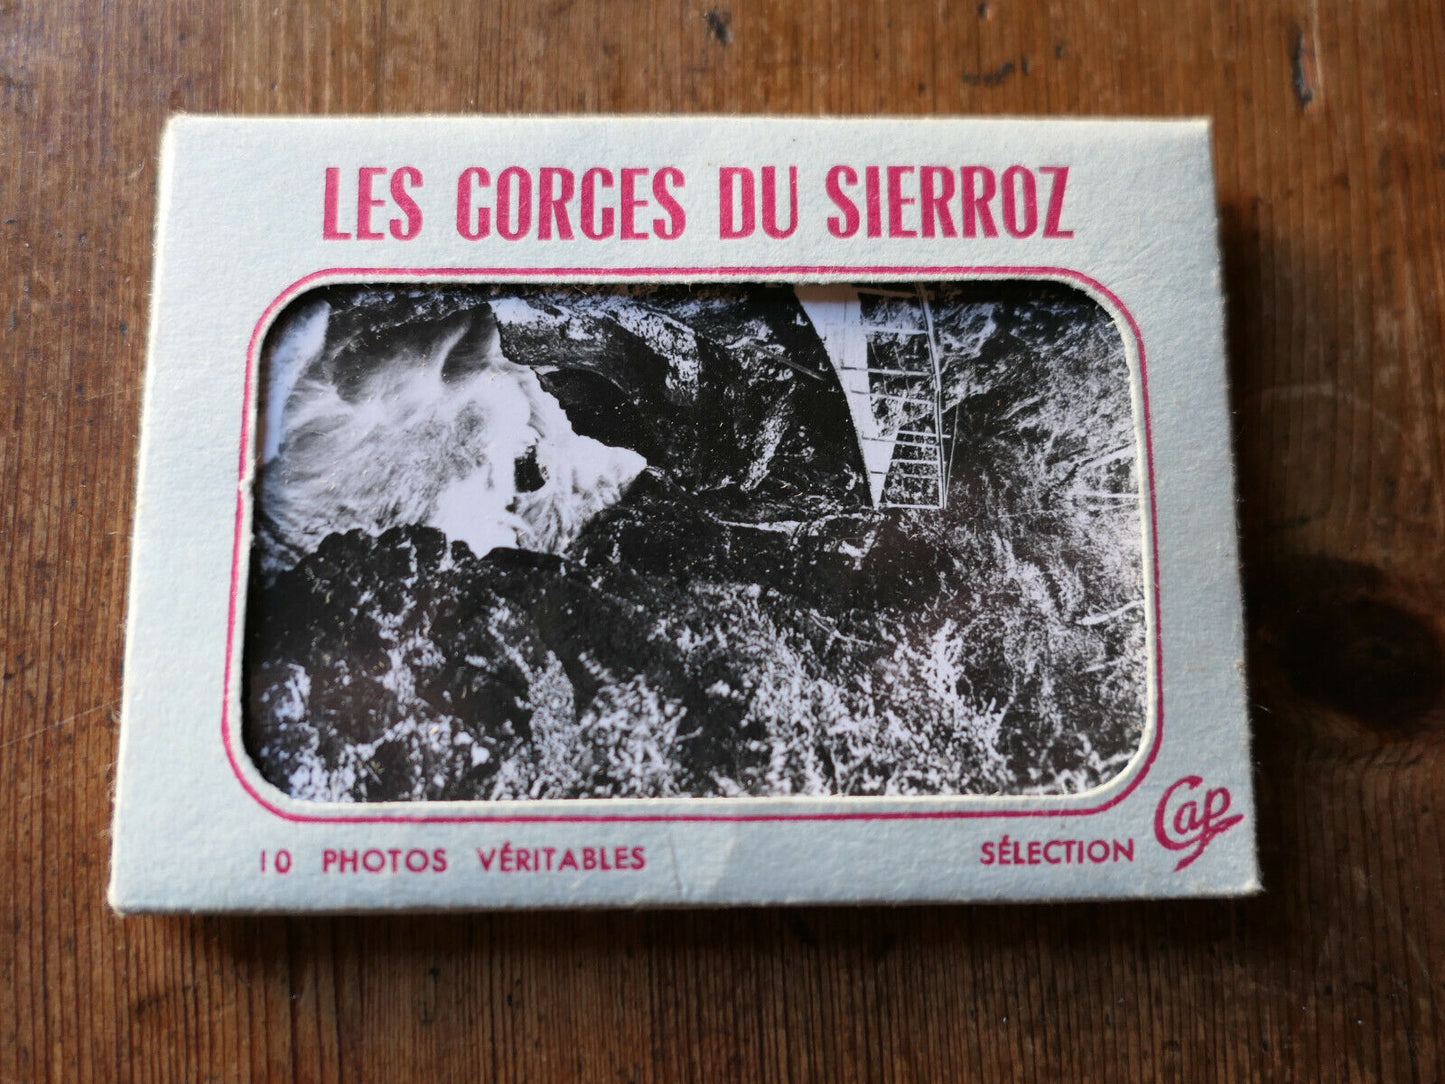 LES GORGES DU SIERROZ
10 PHOTOS VÉRITABLES
SÉLECTION Cap